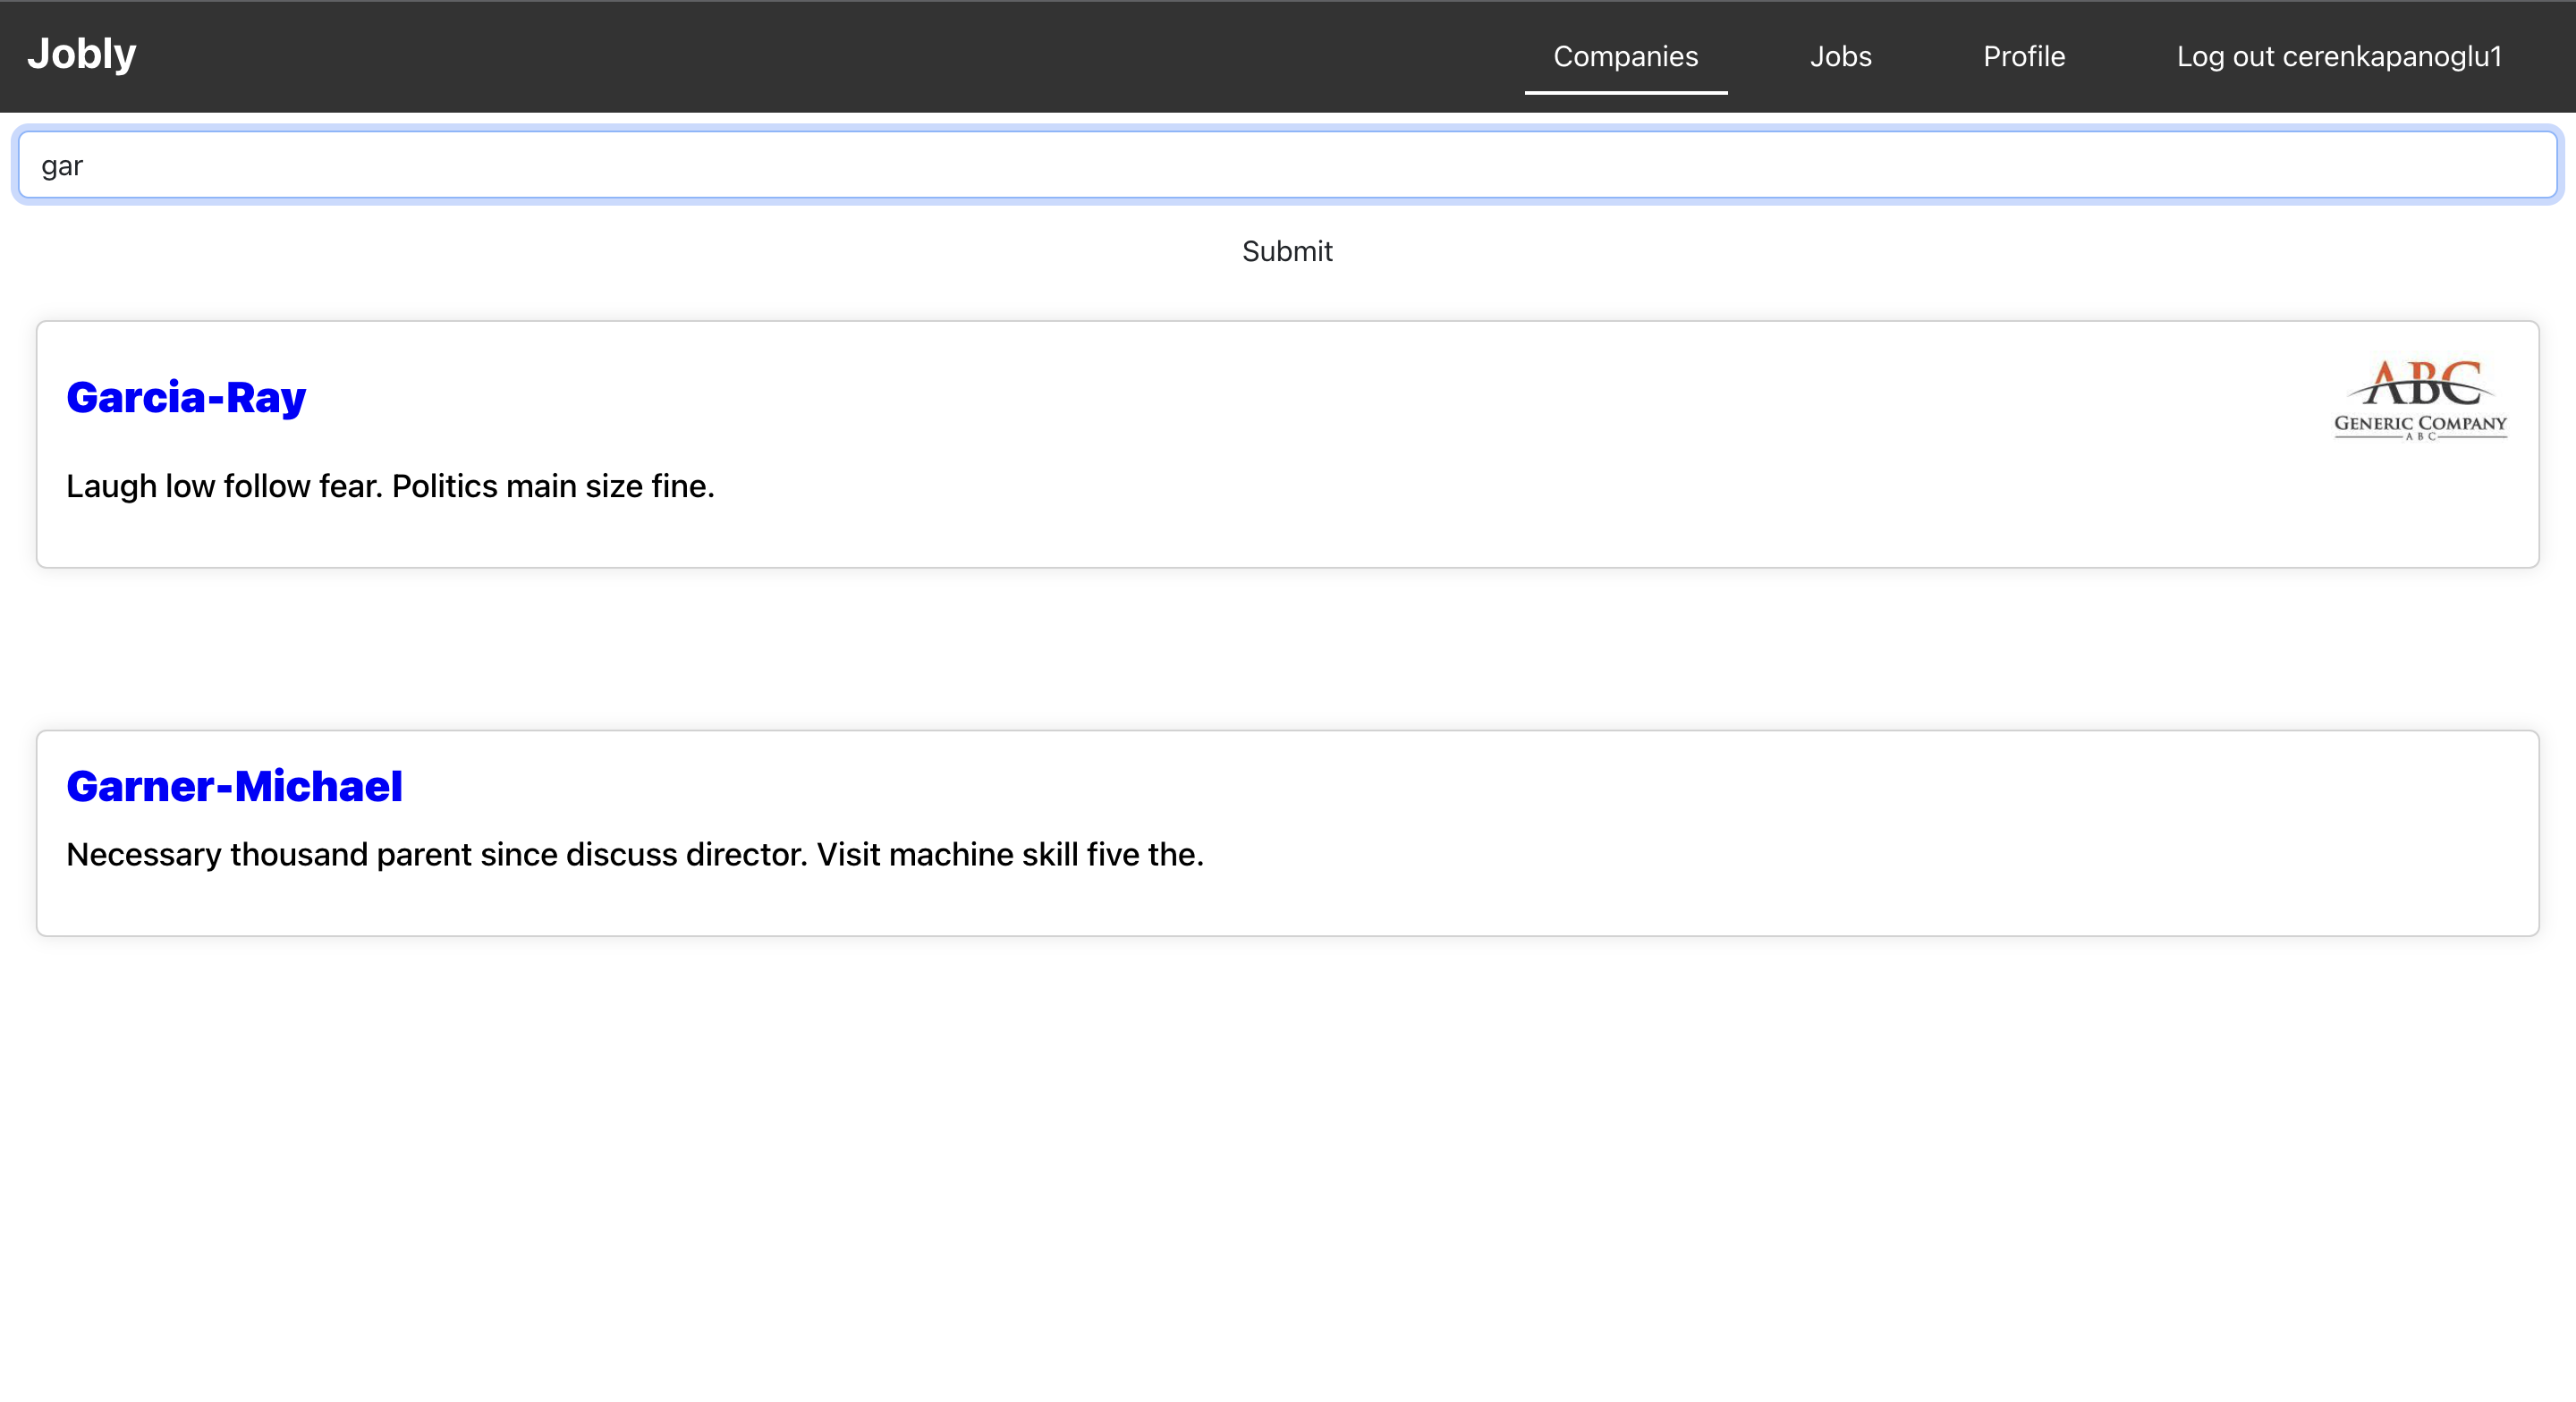 Jobly Companies Jobs Profile Log out cerenkapanoglu1
gar
Submit
Garcia-Ray
ABC
GENERIC COMPANY
ABC
Laugh low follow fear. Politics main size fine.
Garner-Michael
Necessary thousand parent since discuss director. Visit machine skill five the.